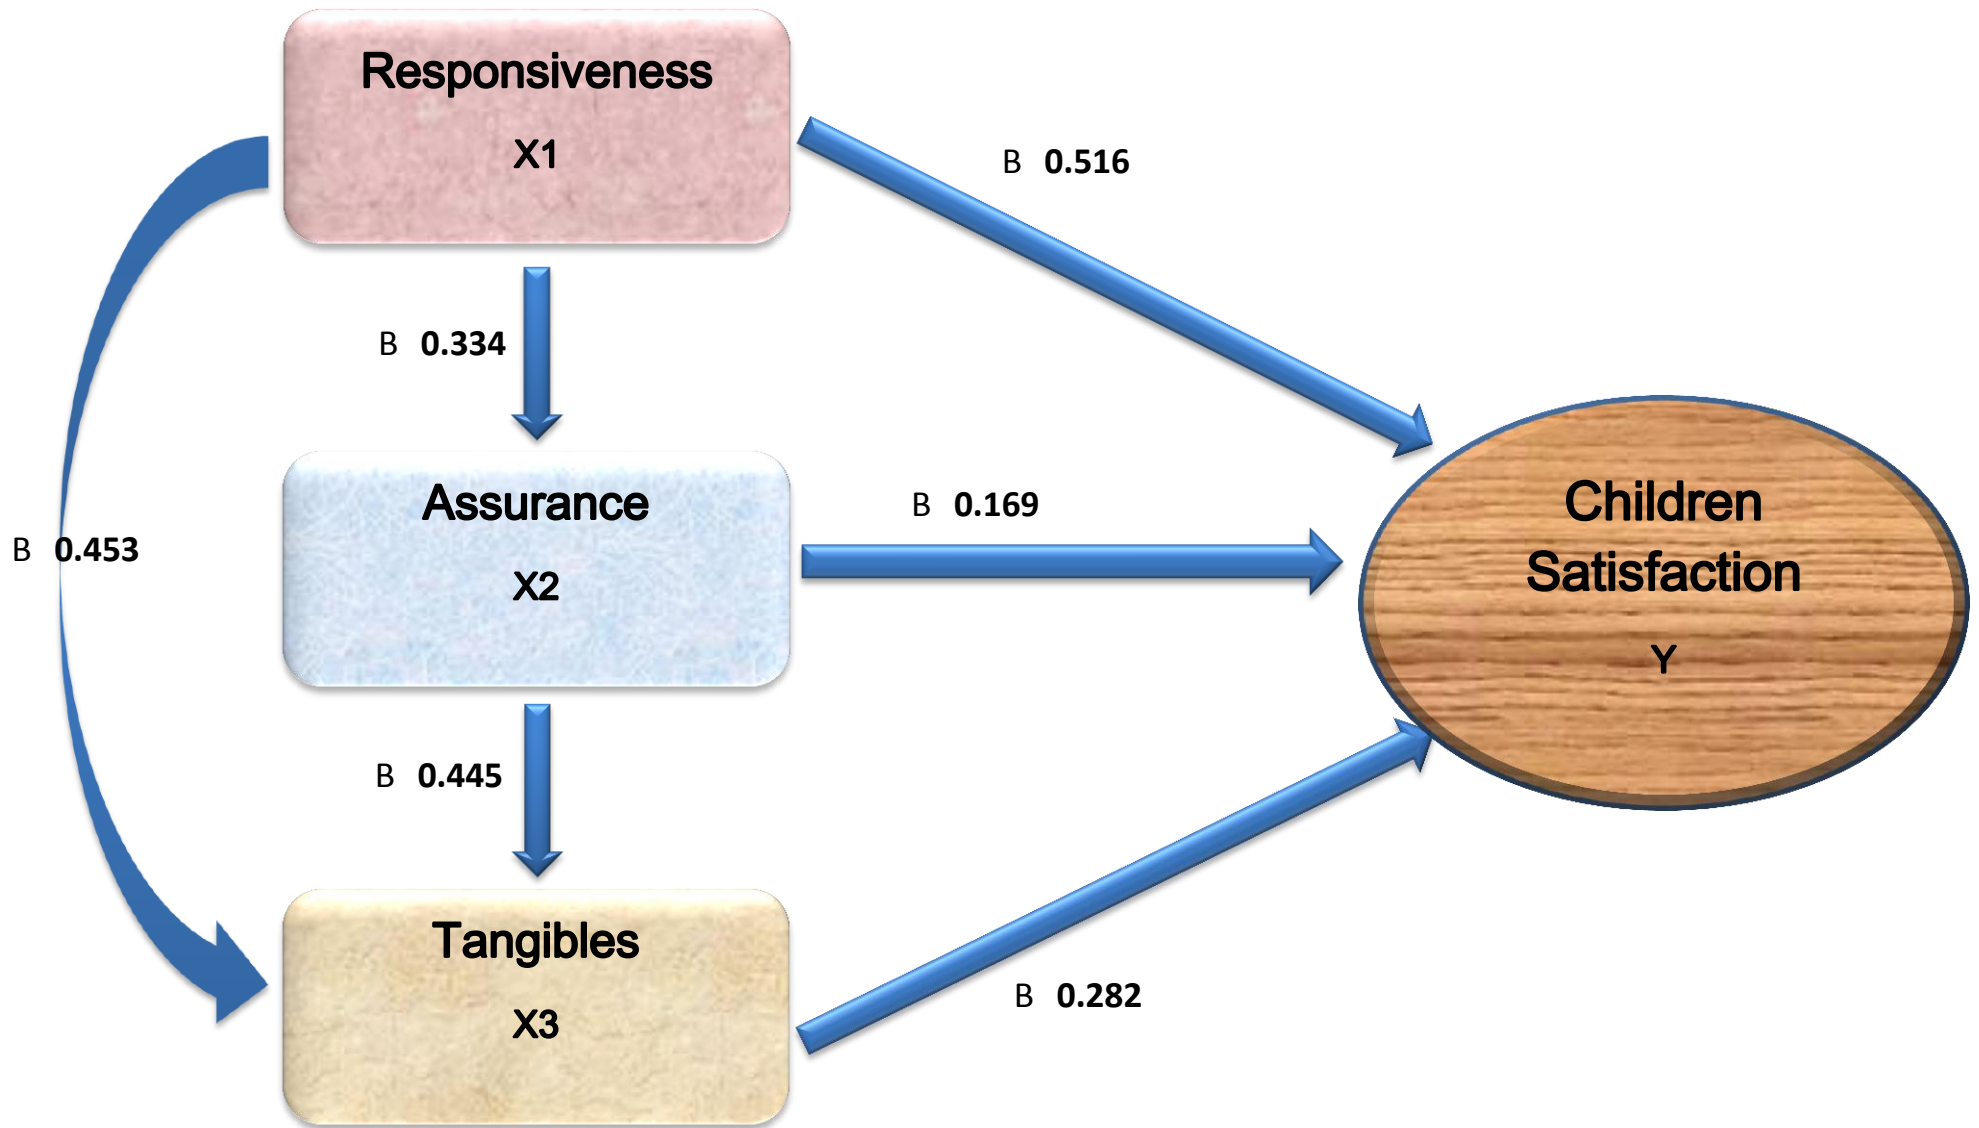 Responsiveness
X1
B 0.516
B 0.334
Assurance
X2
B 0.169
B 0.453
Children
Satisfaction
Y
B 0.445
Tangibles
X3
B 0.282